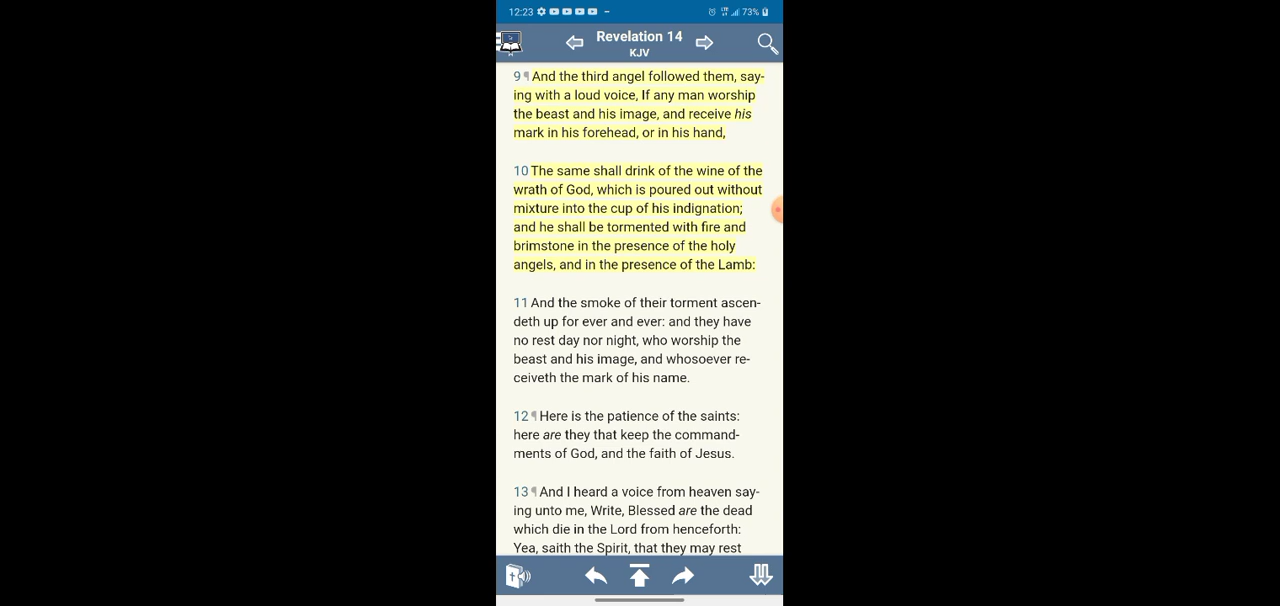 12:23 73%
Revelation 14
KJV
9 ¶ And the third angel followed them, say-
ing with a loud voice, If any man worship
the beast and his image, and receive his
mark in his forehead, or in his hand,
10 The same shall drink of the wine of the
wrath of God, which is poured out without
mixture into the cup of his indignation;
and he shall be tormented with fire and
brimstone in the presence of the holy
angels, and in the presence of the Lamb:
11 And the smoke of their torment ascen-
deth up for ever and ever: and they have
no rest day nor night, who worship the
beast and his image, and whosoever re-
ceiveth the mark of his name.
12 ¶ Here is the patience of the saints:
here are they that keep the command-
ments of God, and the faith of Jesus.
13 ¶ And I heard a voice from heaven say-
ing unto me, Write, Blessed are the dead
which die in the Lord from henceforth:
Yea, saith the Spirit, that they may rest